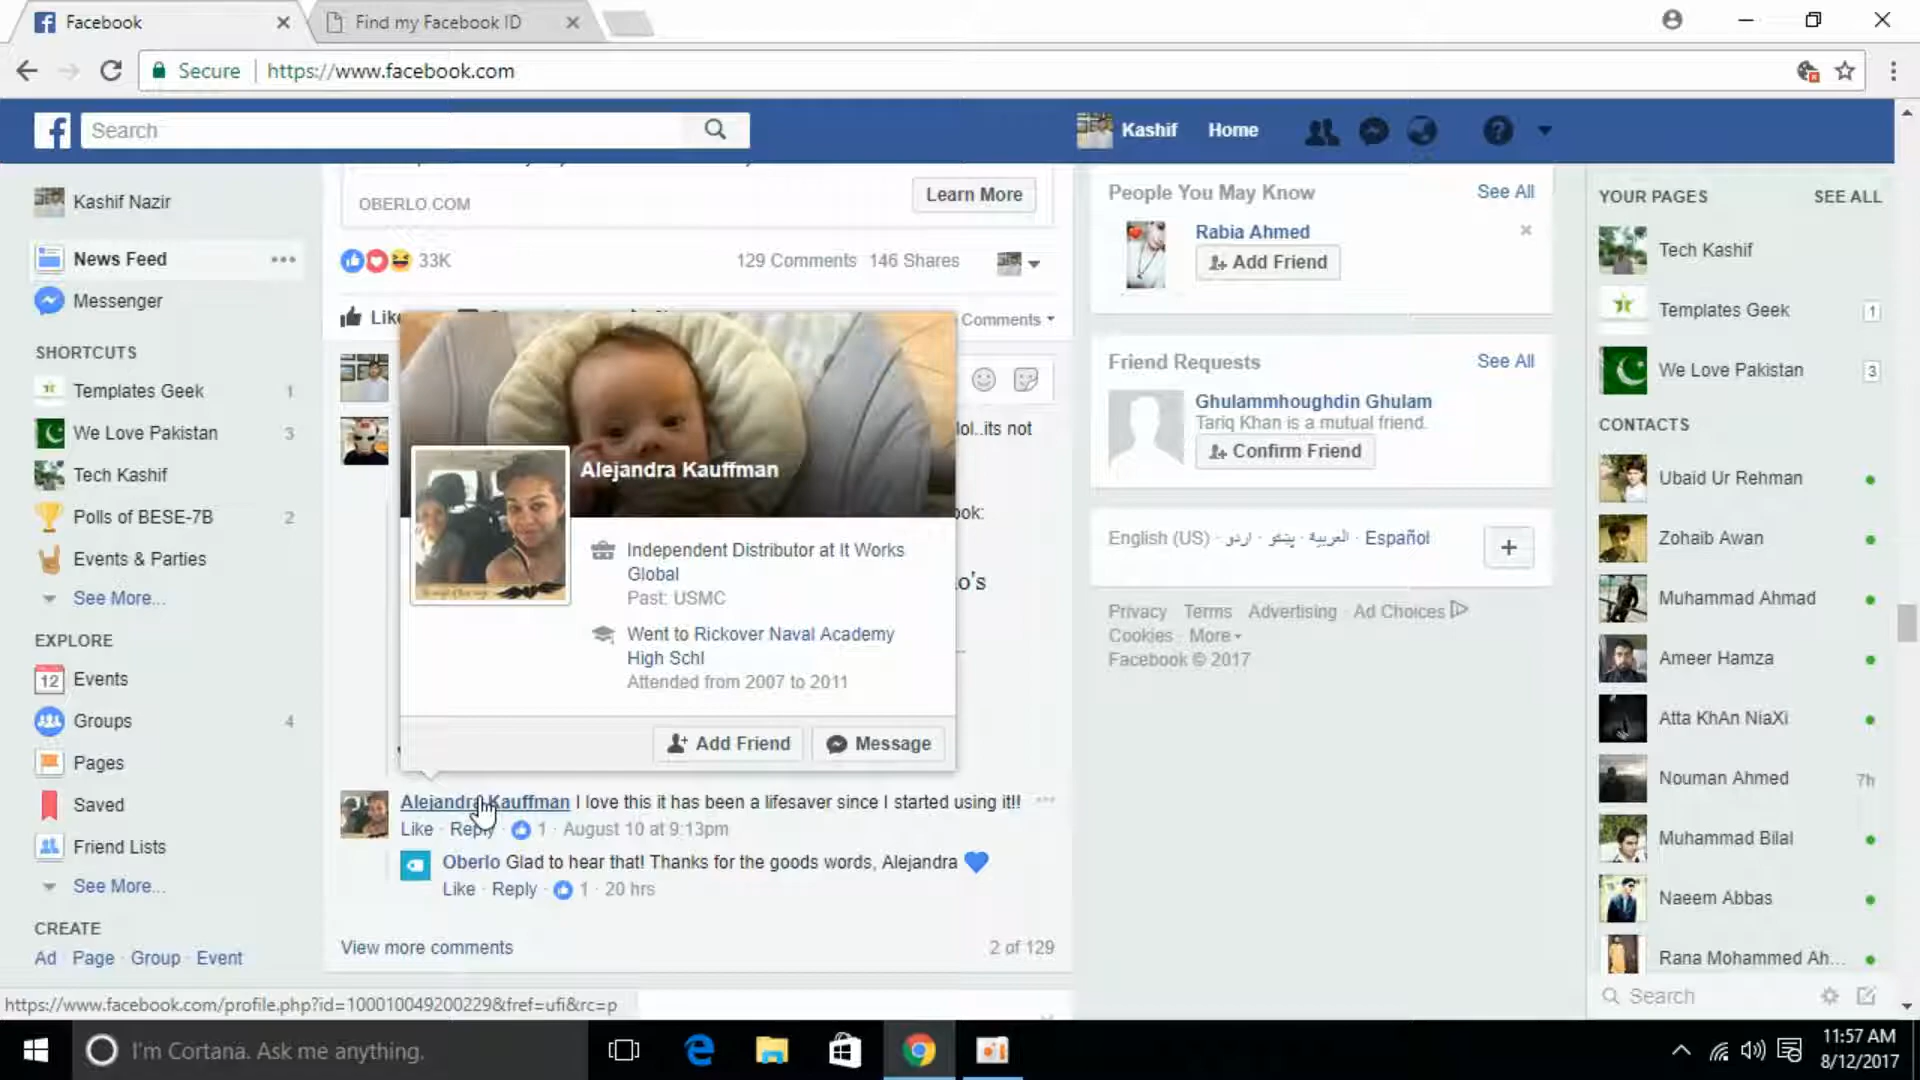 Facebook
Find my Facebook ID
Secure
https://www.facebook.com
Search
Kashif
Home
Kashif Nazir
News Feed
Messenger
SHORTCUTS
Templates Geek 1
We Love Pakistan 3
Tech Kashif
Polls of BESE-7B 2
Events & Parties
See More...
EXPLORE
12 Events
Groups 4
Pages
Saved
Friend Lists
See More...
CREATE
Ad · Page · Group · Event
OBERLO.COM
Learn More
33K
129 Comments 146 Shares
Comments
lol..its not
Alejandra Kauffman
Independent Distributor at It Works
Global
Past: USMC
Went to Rickover Naval Academy
High Schl
Attended from 2007 to 2011
Add Friend
Message
Alejandra Kauffman I love this it has been a lifesaver since I started using it!!
Like · Reply · 1 · August 10 at 9:13pm
Oberlo Glad to hear that! Thanks for the goods words, Alejandra
Like · Reply · 1 · 20 hrs
View more comments
2 of 129
https://www.facebook.com/profile.php?id=100010049200229&fref=ufi&rc=p
People You May Know
See All
Rabia Ahmed
Add Friend
Friend Requests
See All
Ghulammhoughdin Ghulam
Tariq Khan is a mutual friend.
Confirm Friend
English (US) · اردو · پښتو · العربية · Español
Privacy Terms Advertising Ad Choices
Cookies More
Facebook © 2017
YOUR PAGES
SEE ALL
Tech Kashif
Templates Geek 1
We Love Pakistan 3
CONTACTS
Ubaid Ur Rehman
Zohaib Awan
Muhammad Ahmad
Ameer Hamza
Atta KhAn NiaXi
Nouman Ahmed 7h
Muhammad Bilal
Naeem Abbas
Rana Mohammed Ah...
Search
I'm Cortana. Ask me anything.
11:57 AM
8/12/2017